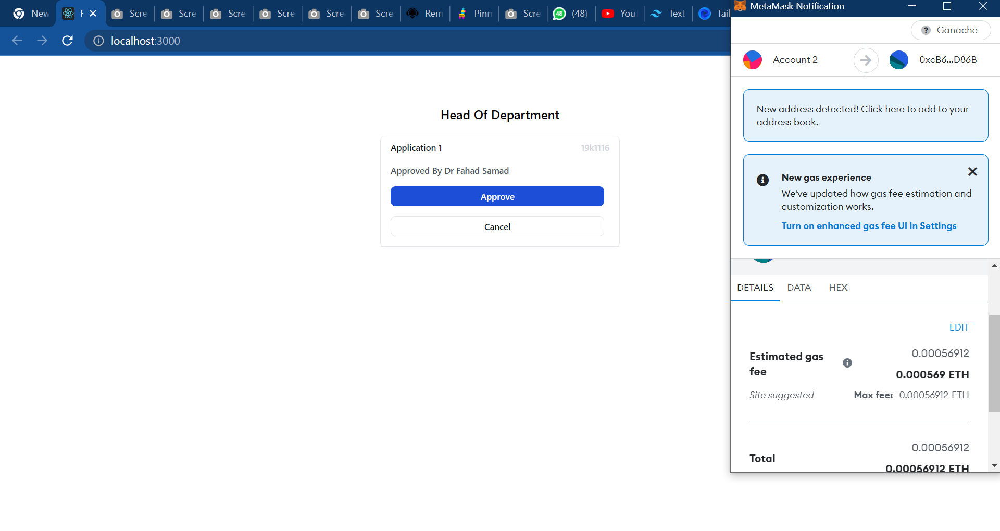 New
F
Scre
Scre
Scre
Scre
Scre
Scre
Rem
Pinn
Scre
48
(48)
You
Text
Tail
localhost:3000
Head Of Department
Application 1
19k1116
Approved By Dr Fahad Samad
Approve
Cancel
MetaMask Notification
? Ganache
Account 2
0xcB6...D86B
New address detected! Click here to add to your
address book.
New gas experience
We've updated how gas fee estimation and
customization works.
Turn on enhanced gas fee UI in Settings
DETAILS DATA HEX
EDIT
Estimated gas
fee
0.00056912
0.000569 ETH
Site suggested
Max fee: 0.00056912 ETH
0.00056912
Total
0.00056912 ETH